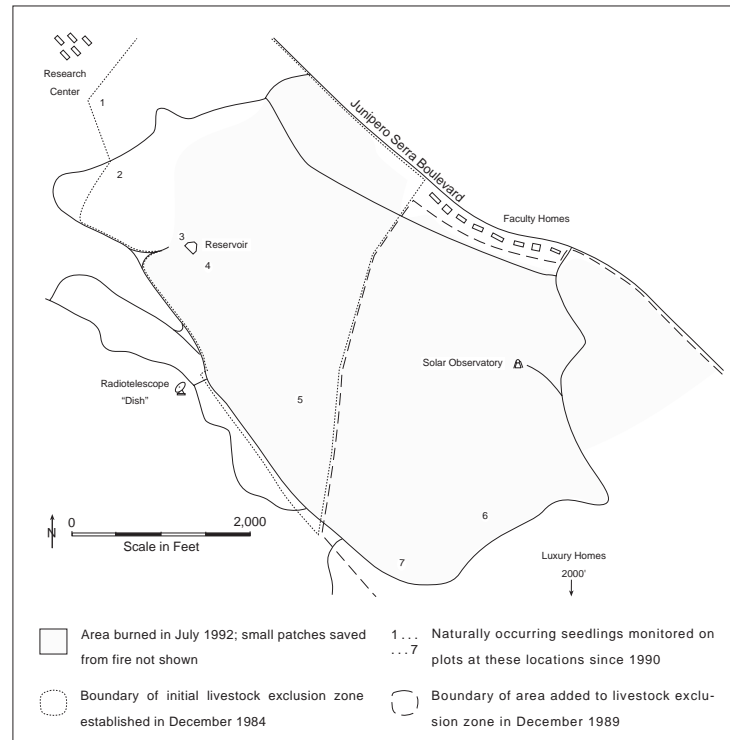 Research
Center
1
Junipero Serra Boulevard
2
Faculty Homes
3
Reservoir
4
Solar Observatory
Radiotelescope
“Dish”
5
6
N
0 2,000
Scale in Feet
7
Luxury Homes
2000'
Area burned in July 1992; small patches saved
from fire not shown
1 . . .
. . . 7
Naturally occurring seedlings monitored on
plots at these locations since 1990
Boundary of initial livestock exclusion zone
established in December 1984
Boundary of area added to livestock exclu-
sion zone in December 1989